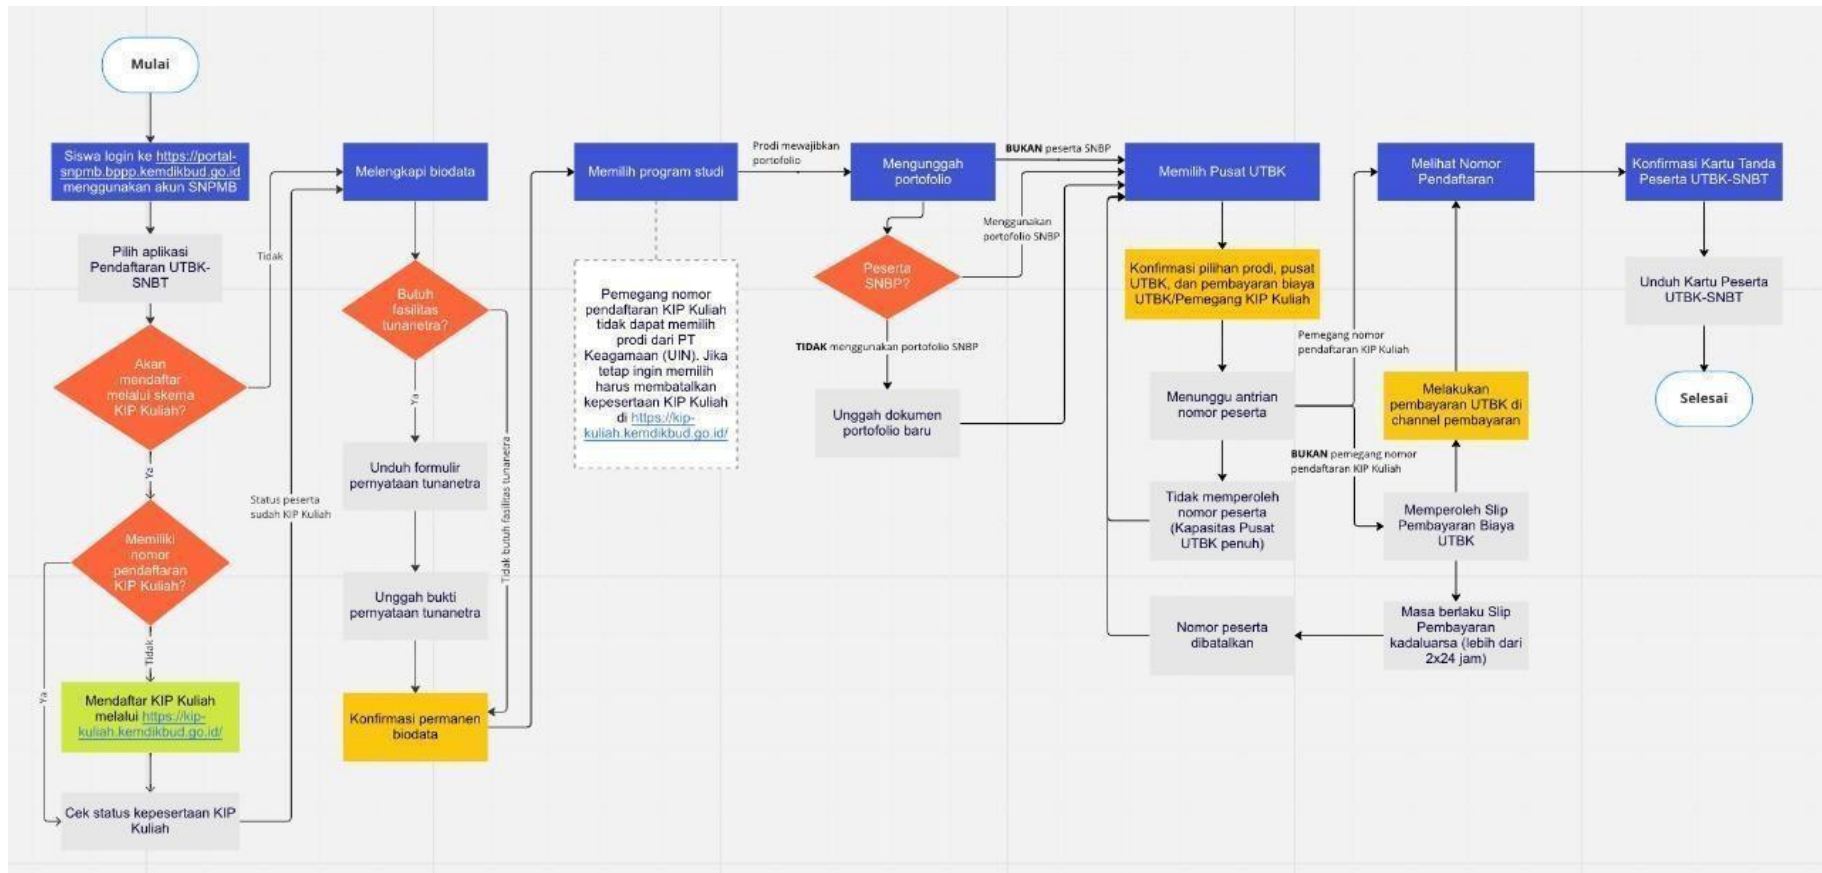 Mulai
Siswa login ke https://portal-
snpmb.bppp.kemdikbud.go.id
menggunakan akun SNPMB
Pilih aplikasi
Pendaftaran UTBK-
SNBT
Akan
mendaftar
melalui skema
KIP Kuliah?
Tidak
Ya
Memiliki
nomor
pendaftaran
KIP Kuliah?
Ya
Tidak
Mendaftar KIP Kuliah
melalui https://kip-
kuliah.kemdikbud.go.id/
Cek status kepesertaan KIP
Kuliah
Status peserta
sudah KIP Kuliah
Melengkapi biodata
Butuh
fasilitas
tunanetra?
Ya
Tidak butuh fasilitas tunanetra
Unduh formulir
pernyataan tunanetra
Unggah bukti
pernyataan tunanetra
Konfirmasi permanen
biodata
Memilih program studi
Pemegang nomor
pendaftaran KIP Kuliah
tidak dapat memilih
prodi dari PT
Keagamaan (UIN). Jika
tetap ingin memilih
harus membatalkan
kepesertaan KIP Kuliah
di https://kip-
kuliah.kemdikbud.go.id/
Prodi mewajibkan
portofolio
Mengunggah
portofolio
BUKAN peserta SNBP
Peserta
SNBP?
Menggunakan
portofolio SNBP
TIDAK menggunakan portofolio SNBP
Unggah dokumen
portofolio baru
Memilih Pusat UTBK
Konfirmasi pilihan prodi, pusat
UTBK, dan pembayaran biaya
UTBK/Pemegang KIP Kuliah
Menunggu antrian
nomor peserta
Tidak memperoleh
nomor peserta
(Kapasitas Pusat
UTBK penuh)
Nomor peserta
dibatalkan
Pemegang nomor
pendaftaran KIP Kuliah
BUKAN pemegang nomor
pendaftaran KIP Kuliah
Melihat Nomor
Pendaftaran
Melakukan
pembayaran UTBK di
channel pembayaran
Memperoleh Slip
Pembayaran Biaya
UTBK
Masa berlaku Slip
Pembayaran
kadaluarsa (lebih dari
2x24 jam)
Konfirmasi Kartu Tanda
Peserta UTBK-SNBT
Unduh Kartu Peserta
UTBK-SNBT
Selesai